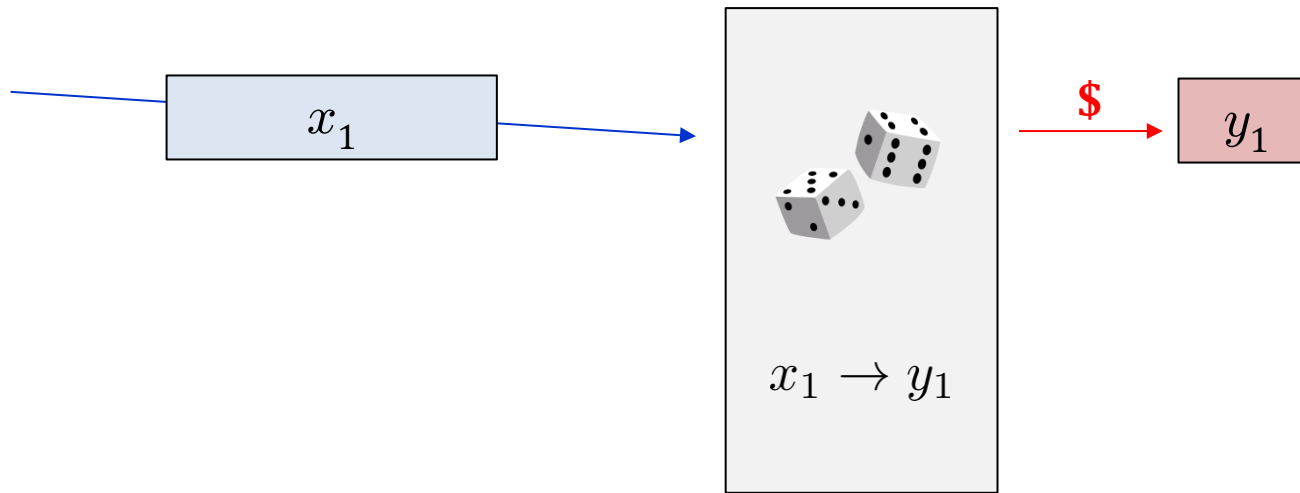 x₁
$
y₁
x₁ → y₁